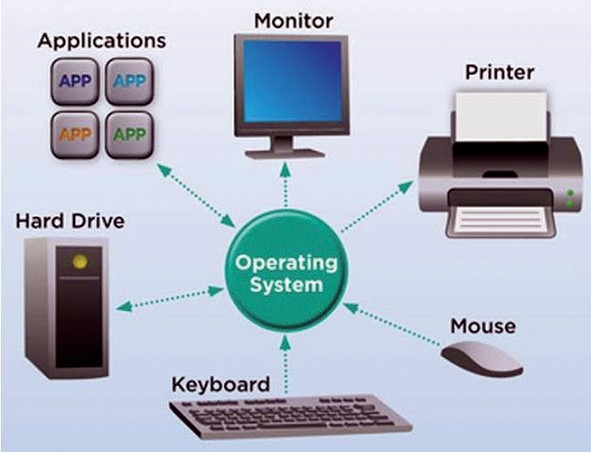 Monitor
Applications
APP APP
APP APP
Printer
Hard Drive
Operating
System
Mouse
Keyboard